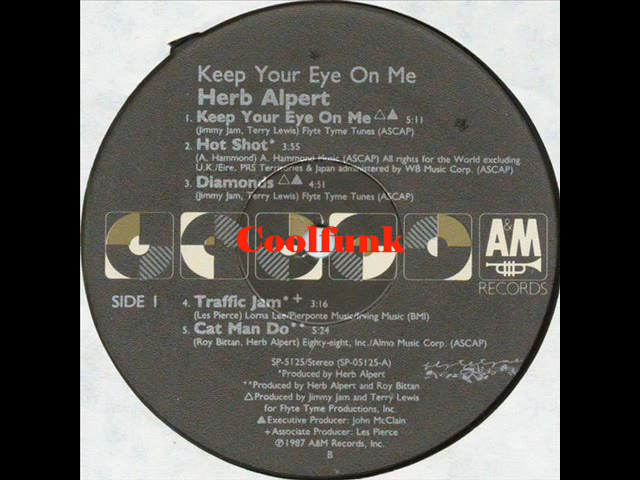 Keep Your Eye On Me
Herb Alpert
1. Keep Your Eye On Me△▲ 5:11
(Jimmy Jam, Terry Lewis) Flyte Tyme Tunes (ASCAP)
2. Hot Shot* 3:55
(A. Hammond) A. Hammond Music (ASCAP) All rights for the World excluding
U.K./Eire, PRS Territories & Japan administered by WB Music Corp. (ASCAP)
3. Diamonds △▲ 4:51
(Jimmy Jam, Terry Lewis) Flyte Tyme Tunes (ASCAP)
Coolfunk
A&M
RECORDS
SIDE 1
4. Traffic Jam*+ 3:16
(Les Pierce) Lorna Lee/Pierponte Music/Irving Music (BMI)
5. Cat Man Do** 5:24
(Roy Bittan, Herb Alpert) Eighty-eight, Inc./Almo Music Corp. (ASCAP)
SP-5125/Stereo (SP-05125-A)
*Produced by Herb Alpert
**Produced by Herb Alpert and Roy Bittan
△Produced by Jimmy Jam and Terry Lewis
for Flyte Tyme Productions, Inc.
▲Executive Producer: John McClain
+Associate Producer: Les Pierce
℗©1987 A&M Records, Inc.
B